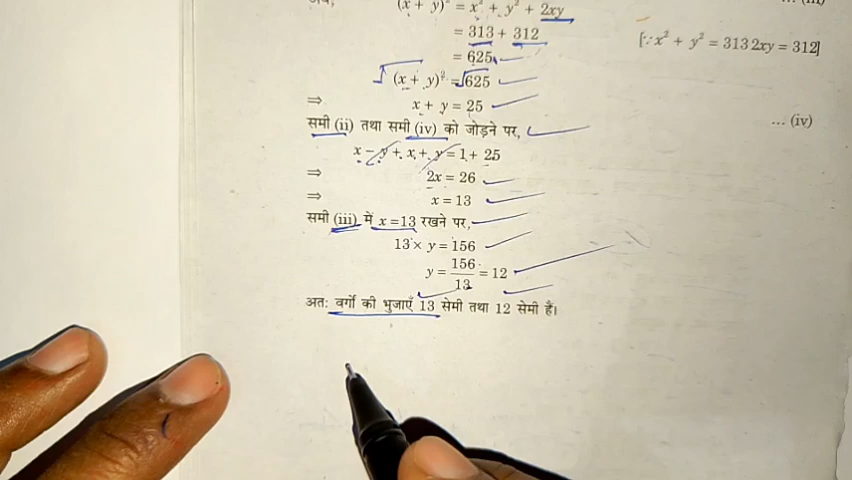 (x + y)² = x² + y² + 2xy
= 313 + 312
[∵ x² + y² = 313 2xy = 312]
= 625
(x + y)² = √625
⇒ x + y = 25
... (iv)
समी (ii) तथा समी (iv) को जोड़ने पर,
x − y + x + y = 1 + 25
⇒ 2x = 26
⇒ x = 13
समी (iii) में x = 13 रखने पर,
13 × y = 156
y = 156/13 = 12
अतः वर्गों की भुजाएँ 13 सेमी तथा 12 सेमी हैं।